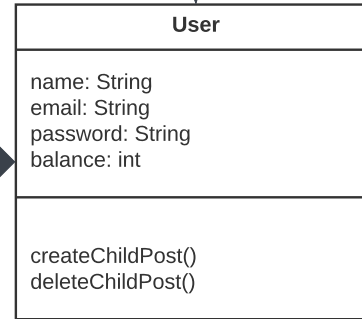 User
name: String
email: String
password: String
balance: int
createChildPost()
deleteChildPost()